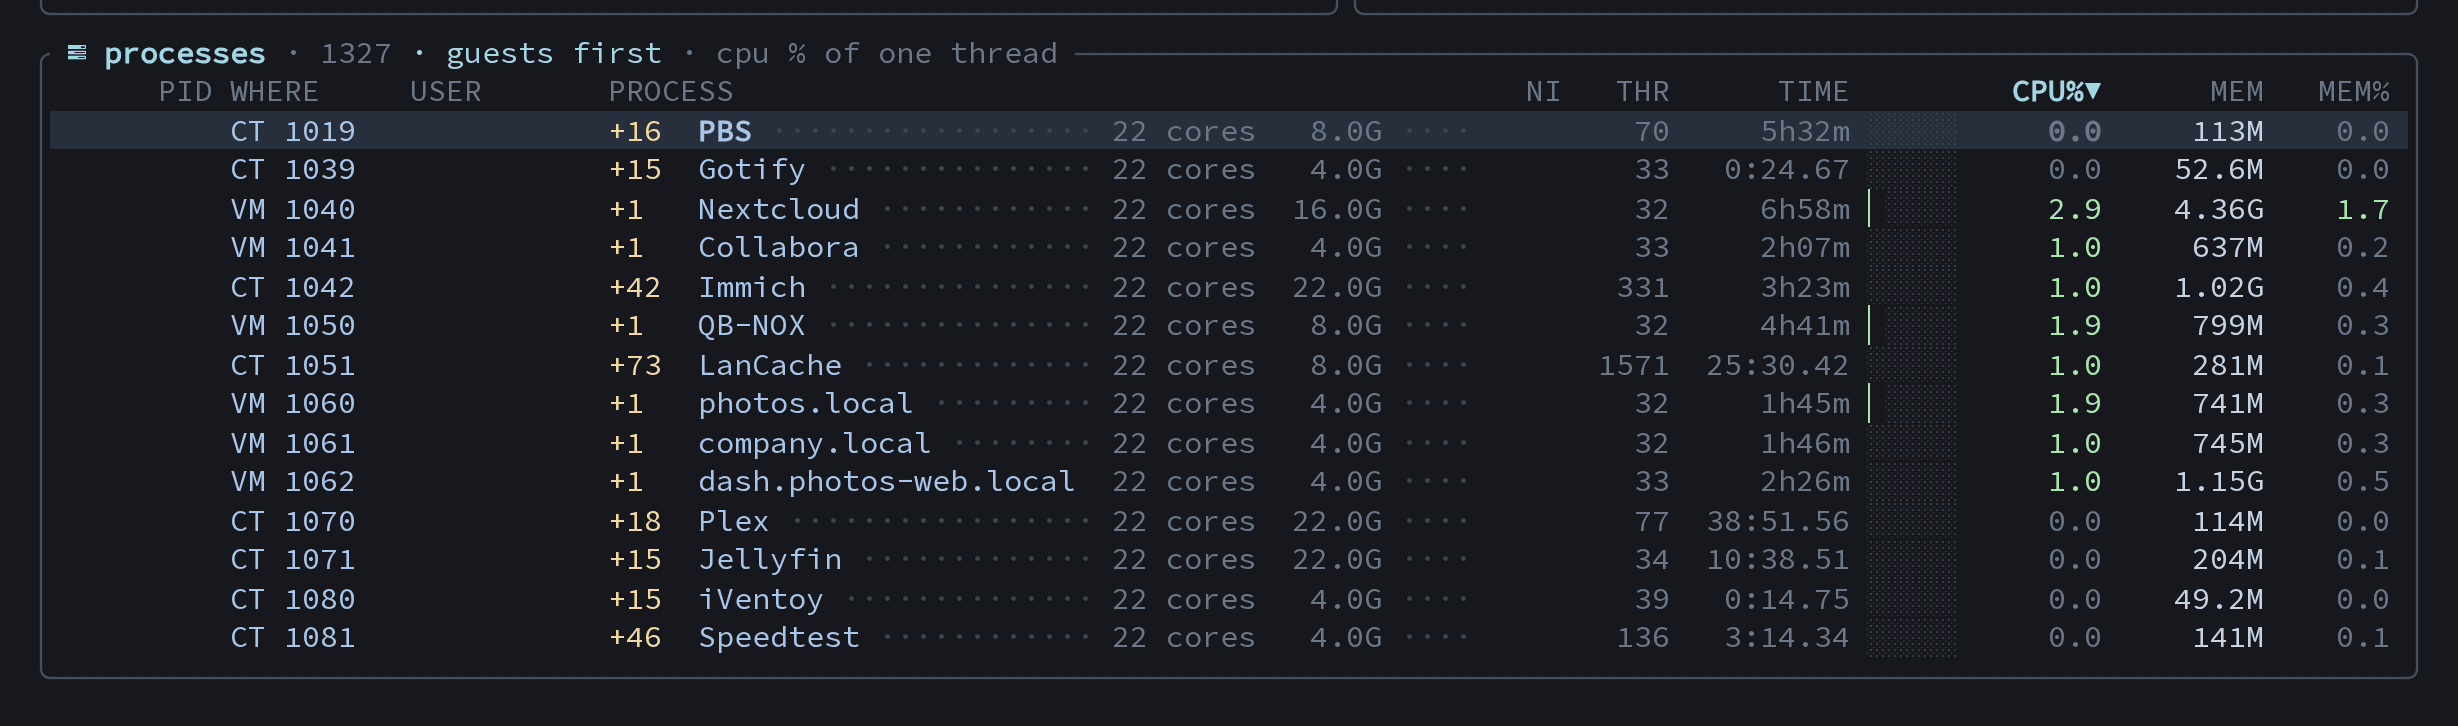 processes · 1327 · guests first · cpu % of one thread
PID WHERE USER PROCESS NI THR TIME CPU%▼ MEM MEM%
CT 1019 +16 PBS 22 cores 8.0G 70 5h32m 0.0 113M 0.0
CT 1039 +15 Gotify 22 cores 4.0G 33 0:24.67 0.0 52.6M 0.0
VM 1040 +1 Nextcloud 22 cores 16.0G 32 6h58m 2.9 4.36G 1.7
VM 1041 +1 Collabora 22 cores 4.0G 33 2h07m 1.0 637M 0.2
CT 1042 +42 Immich 22 cores 22.0G 331 3h23m 1.0 1.02G 0.4
VM 1050 +1 QB-NOX 22 cores 8.0G 32 4h41m 1.9 799M 0.3
CT 1051 +73 LanCache 22 cores 8.0G 1571 25:30.42 1.0 281M 0.1
VM 1060 +1 photos.local 22 cores 4.0G 32 1h45m 1.9 741M 0.3
VM 1061 +1 company.local 22 cores 4.0G 32 1h46m 1.0 745M 0.3
VM 1062 +1 dash.photos-web.local 22 cores 4.0G 33 2h26m 1.0 1.15G 0.5
CT 1070 +18 Plex 22 cores 22.0G 77 38:51.56 0.0 114M 0.0
CT 1071 +15 Jellyfin 22 cores 22.0G 34 10:38.51 0.0 204M 0.1
CT 1080 +15 iVentoy 22 cores 4.0G 39 0:14.75 0.0 49.2M 0.0
CT 1081 +46 Speedtest 22 cores 4.0G 136 3:14.34 0.0 141M 0.1